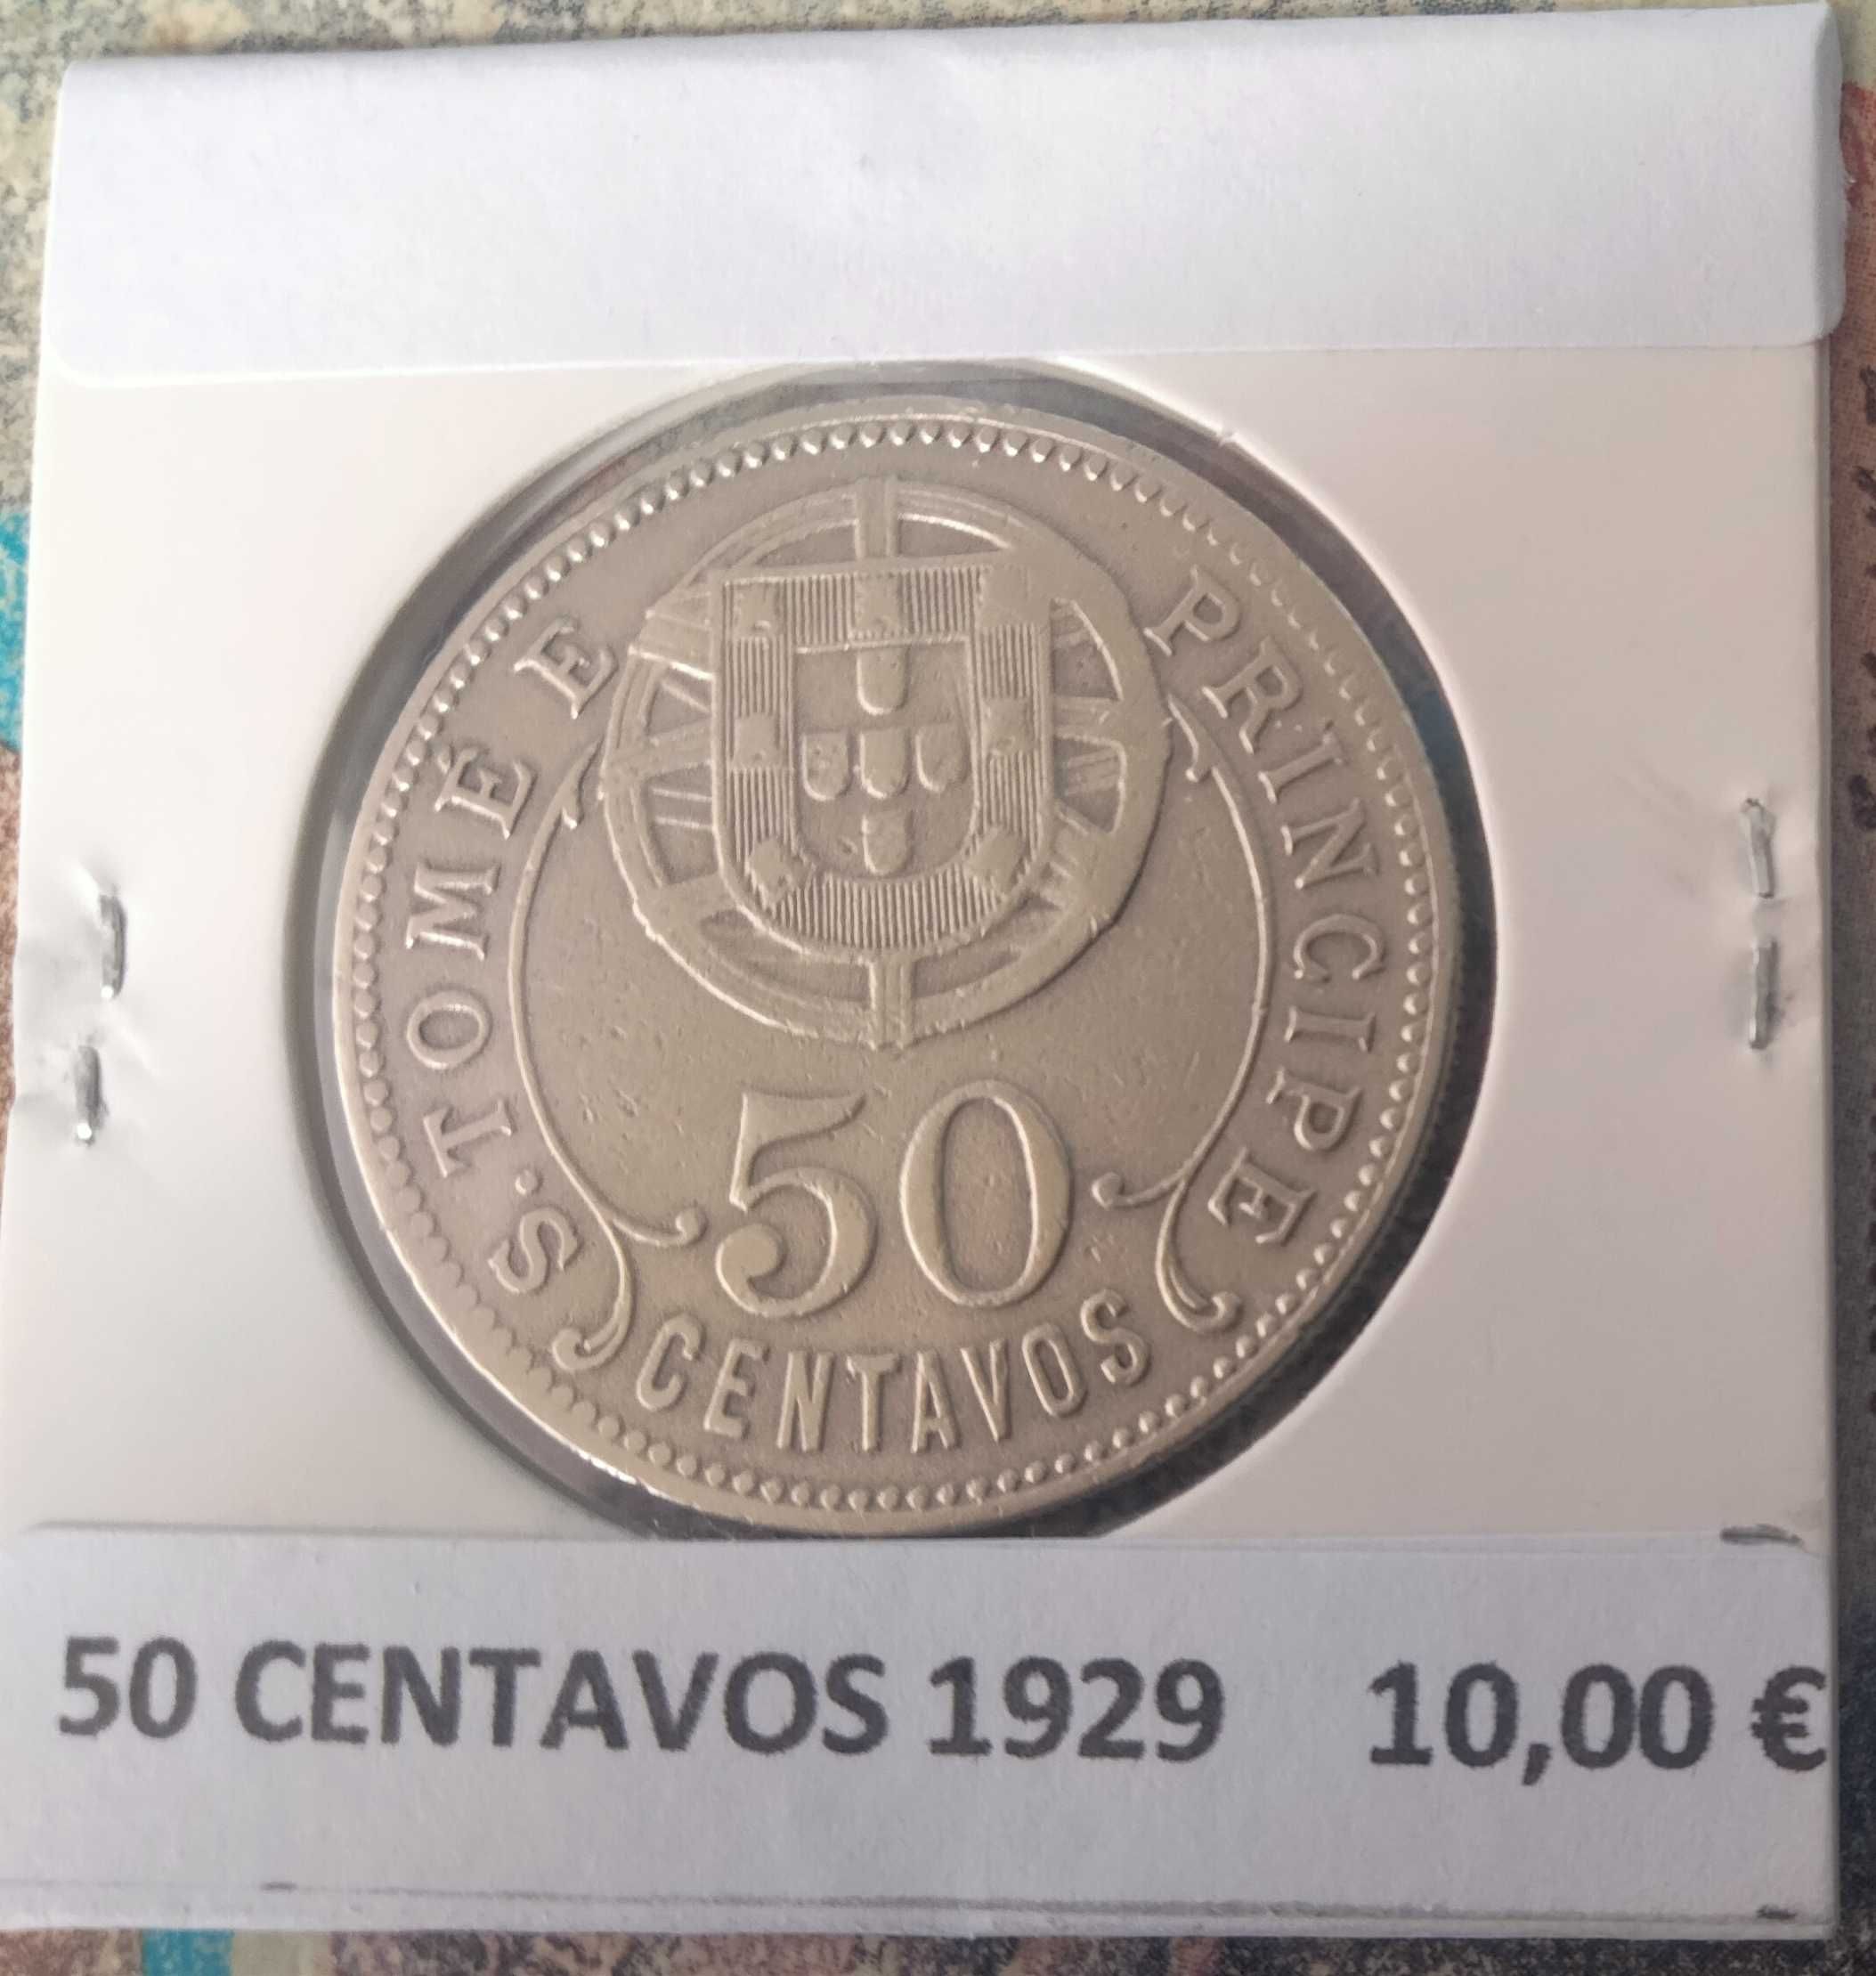 S. TOMÉ E PRINCIPE
50
CENTAVOS
50 CENTAVOS 1929 10,00 €